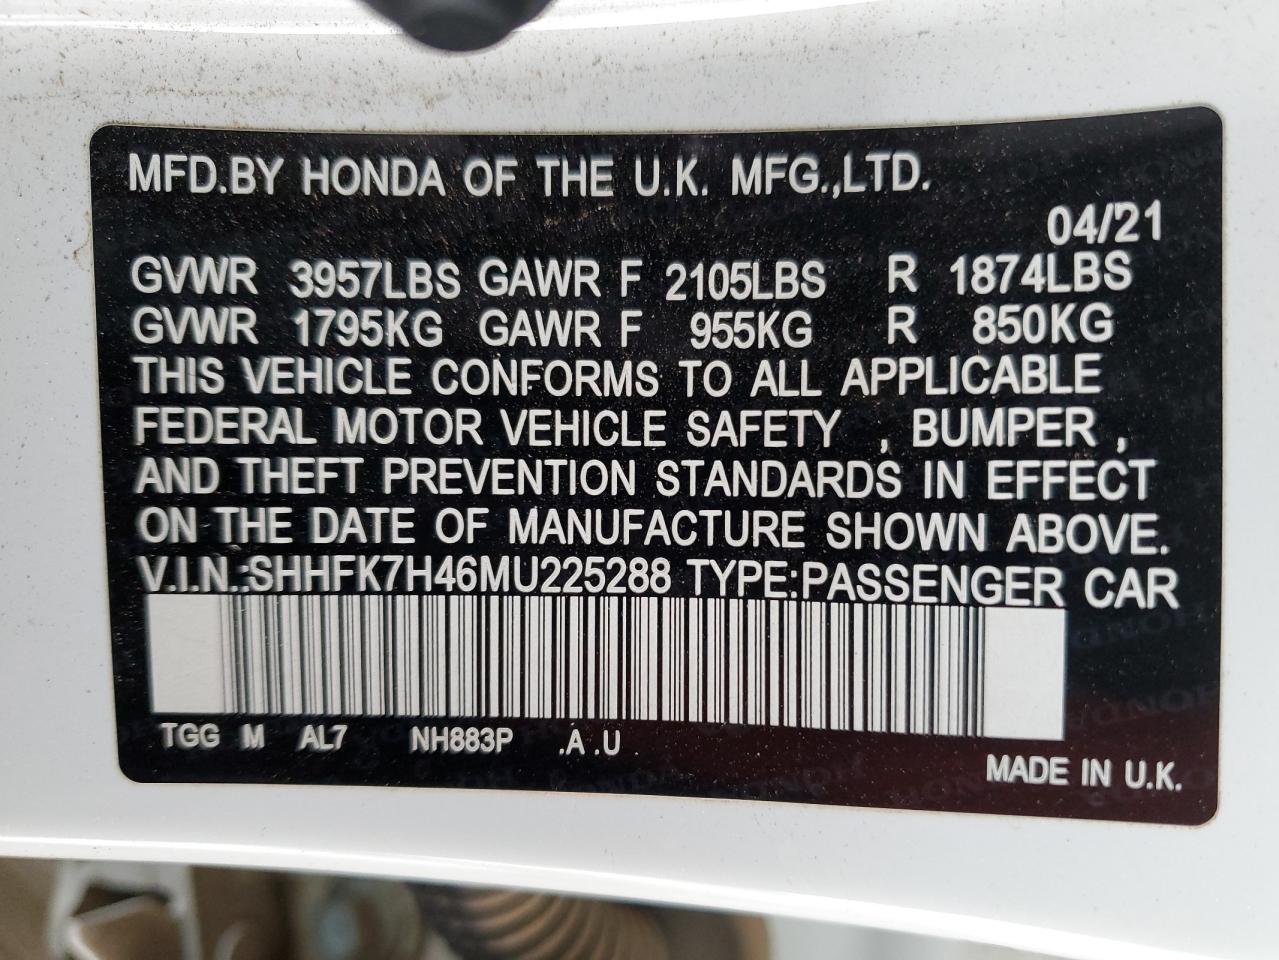 MFD.BY HONDA OF THE U.K. MFG.,LTD.
04/'21
GVWR 3957LBS GAWR F 2105LBS R 1874LBS
GVWR 1795KG GAWR F 955KG R 850KG
THIS VEHICLE CONFORMS TO ALL APPLICABLE
FEDERAL MOTOR VEHICLE SAFETY , BUMPER ,
AND THEFT PREVENTION STANDARDS IN EFFECT
ON THE DATE OF MANUFACTURE SHOWN ABOVE.
V.I.N.:SHHFK7H46MU225288 TYPE:PASSENGER CAR
TGG M AL7 NH883P .A .U
MADE IN U.K.